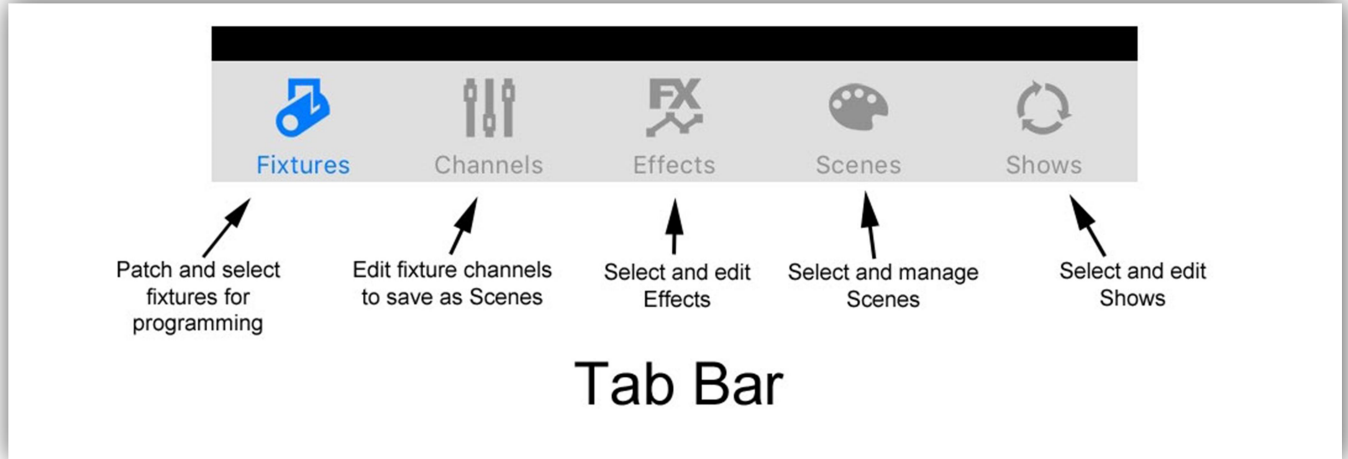 FX
Fixtures Channels Effects Scenes Shows
Patch and select
fixtures for
programming
Edit fixture channels
to save as Scenes
Select and edit
Effects
Select and manage
Scenes
Select and edit
Shows
Tab Bar